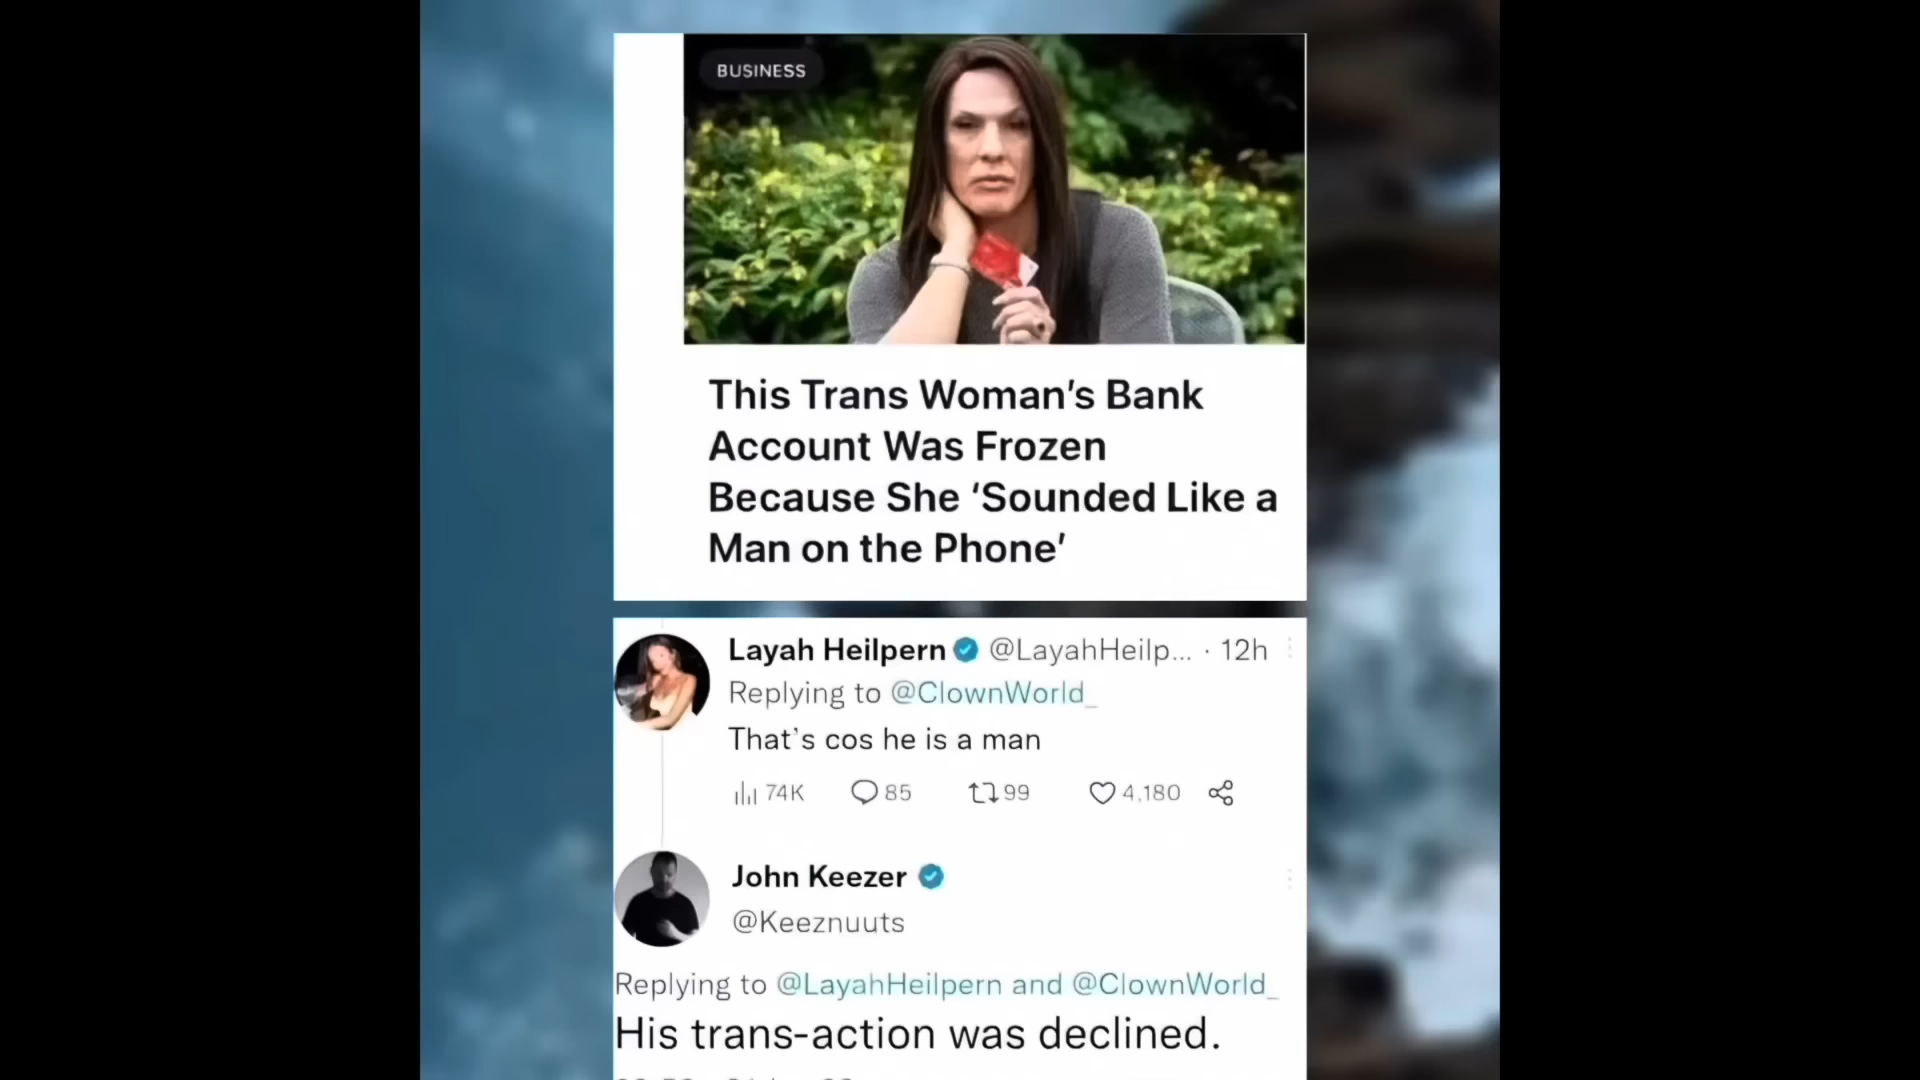 BUSINESS
This Trans Woman's Bank
Account Was Frozen
Because She 'Sounded Like a
Man on the Phone'
Layah Heilpern @LayahHeilp... · 12h
Replying to @ClownWorld_
That's cos he is a man
74K 85 99 4,180
John Keezer
@Keeznuuts
Replying to @LayahHeilpern and @ClownWorld_
His trans-action was declined.